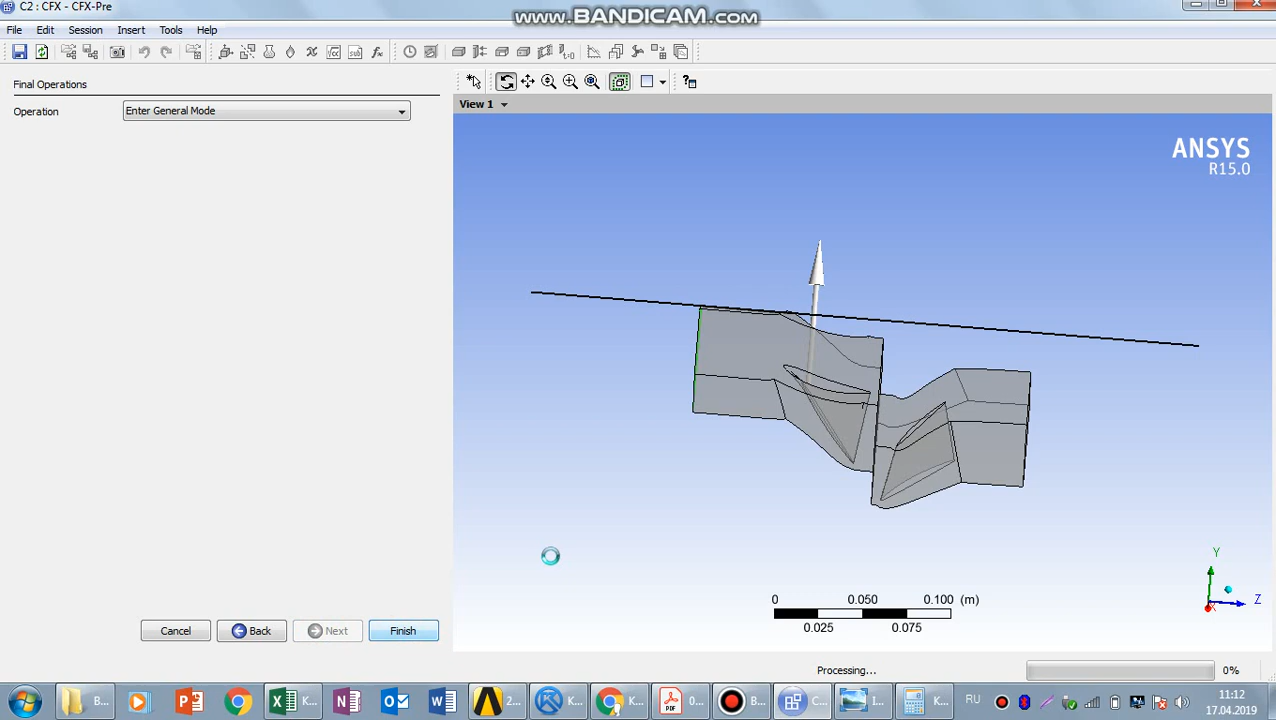 C2 : CFX - CFX-Pre
www.BANDICAM.com
File Edit Session Insert Tools Help
Final Operations
Operation Enter General Mode
View 1
ANSYS
R15.0
0 0.050 0.100 (m)
0.025 0.075
Y
Z
X
Cancel Back Next Finish
Processing... 0%
B... K... 2... K... K... 0... B... C... I... K... RU 11:12
17.04.2019